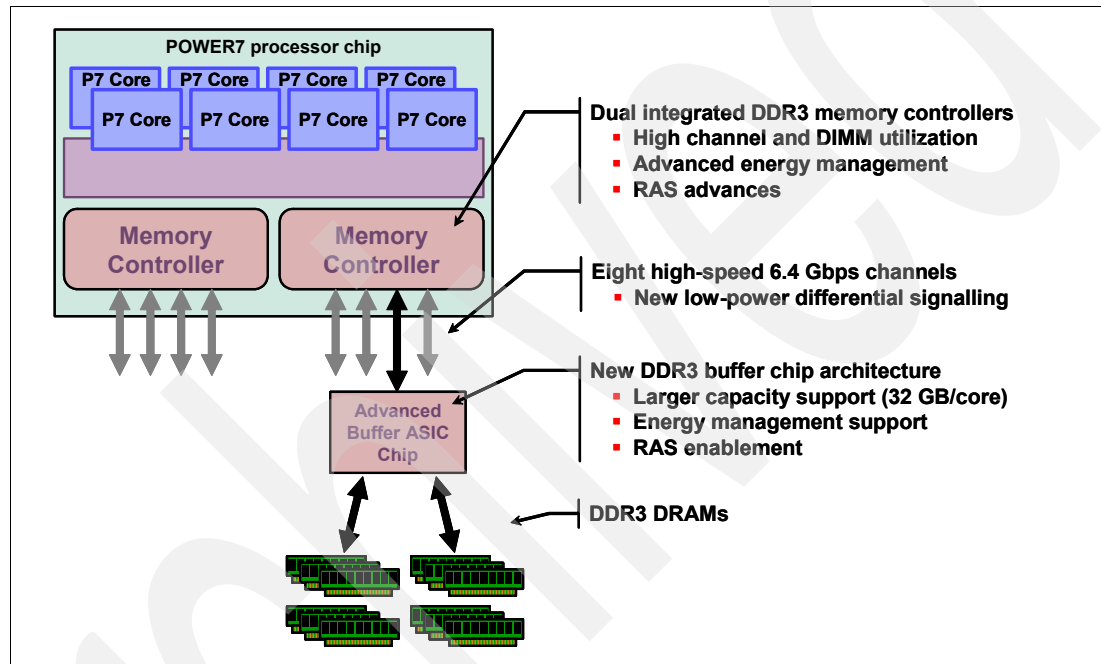 POWER7 processor chip
P7 Core P7 Core P7 Core P7 Core
P7 Core P7 Core P7 Core P7 Core
Memory
Controller
Memory
Controller
Dual integrated DDR3 memory controllers
▪ High channel and DIMM utilization
▪ Advanced energy management
▪ RAS advances
Eight high-speed 6.4 Gbps channels
▪ New low-power differential signalling
New DDR3 buffer chip architecture
▪ Larger capacity support (32 GB/core)
▪ Energy management support
▪ RAS enablement
Advanced
Buffer ASIC
Chip
DDR3 DRAMs